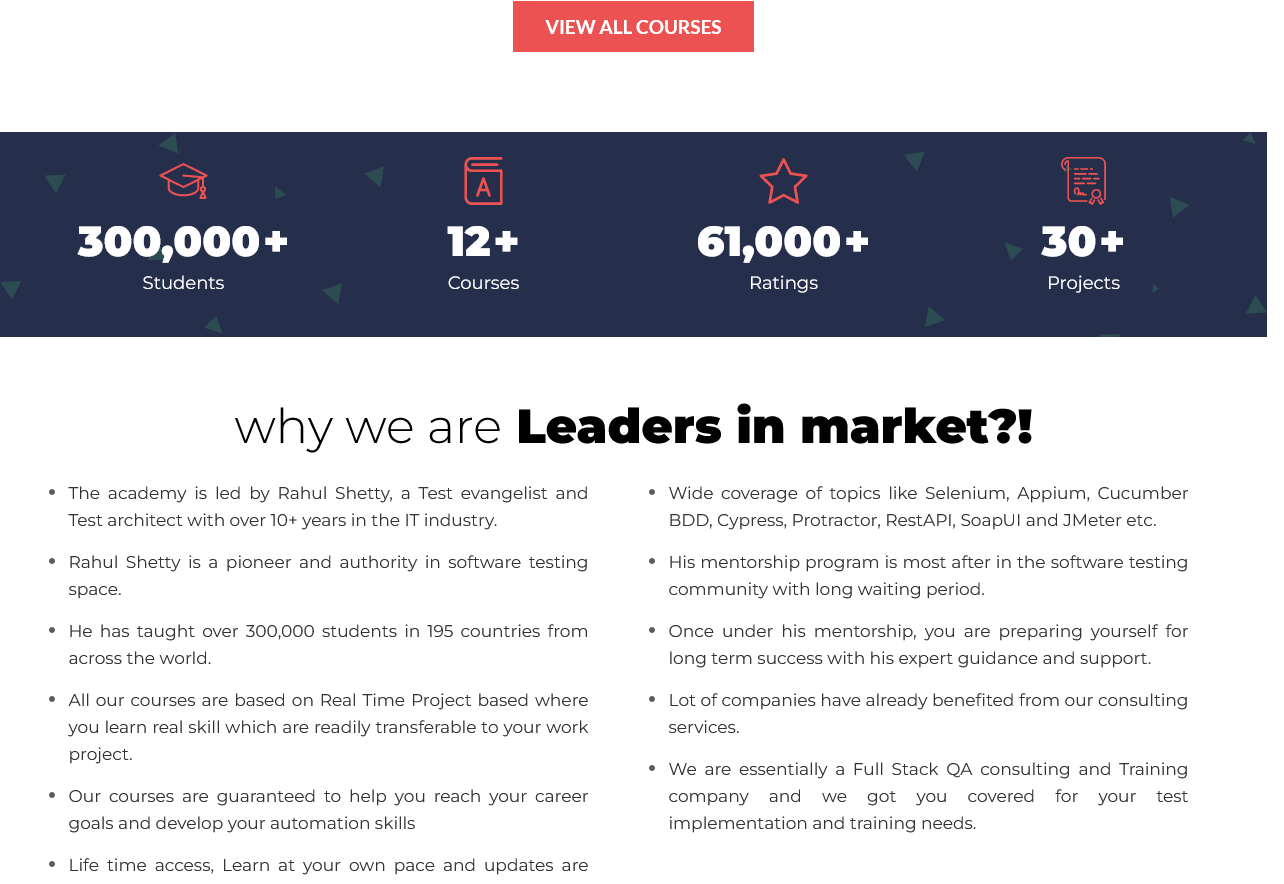 VIEW ALL COURSES
300,000+
Students
12+
Courses
61,000+
Ratings
30+
Projects
why we are Leaders in market?!
The academy is led by Rahul Shetty, a Test evangelist and
Test architect with over 10+ years in the IT industry.
Rahul Shetty is a pioneer and authority in software testing
space.
He has taught over 300,000 students in 195 countries from
across the world.
All our courses are based on Real Time Project based where
you learn real skill which are readily transferable to your work
project.
Our courses are guaranteed to help you reach your career
goals and develop your automation skills
Life time access, Learn at your own pace and updates are
Wide coverage of topics like Selenium, Appium, Cucumber
BDD, Cypress, Protractor, RestAPI, SoapUI and JMeter etc.
His mentorship program is most after in the software testing
community with long waiting period.
Once under his mentorship, you are preparing yourself for
long term success with his expert guidance and support.
Lot of companies have already benefited from our consulting
services.
We are essentially a Full Stack QA consulting and Training
company and we got you covered for your test
implementation and training needs.